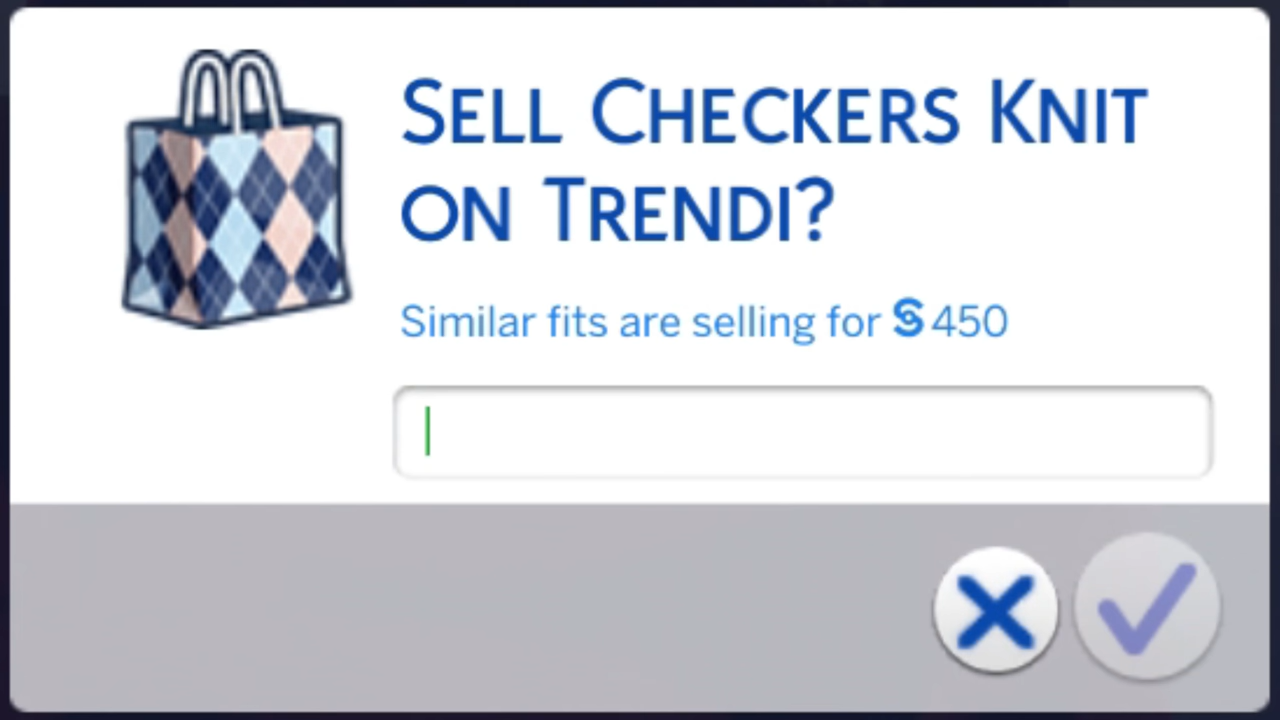 Sell Checkers Knit
on Trendi?
Similar fits are selling for §450